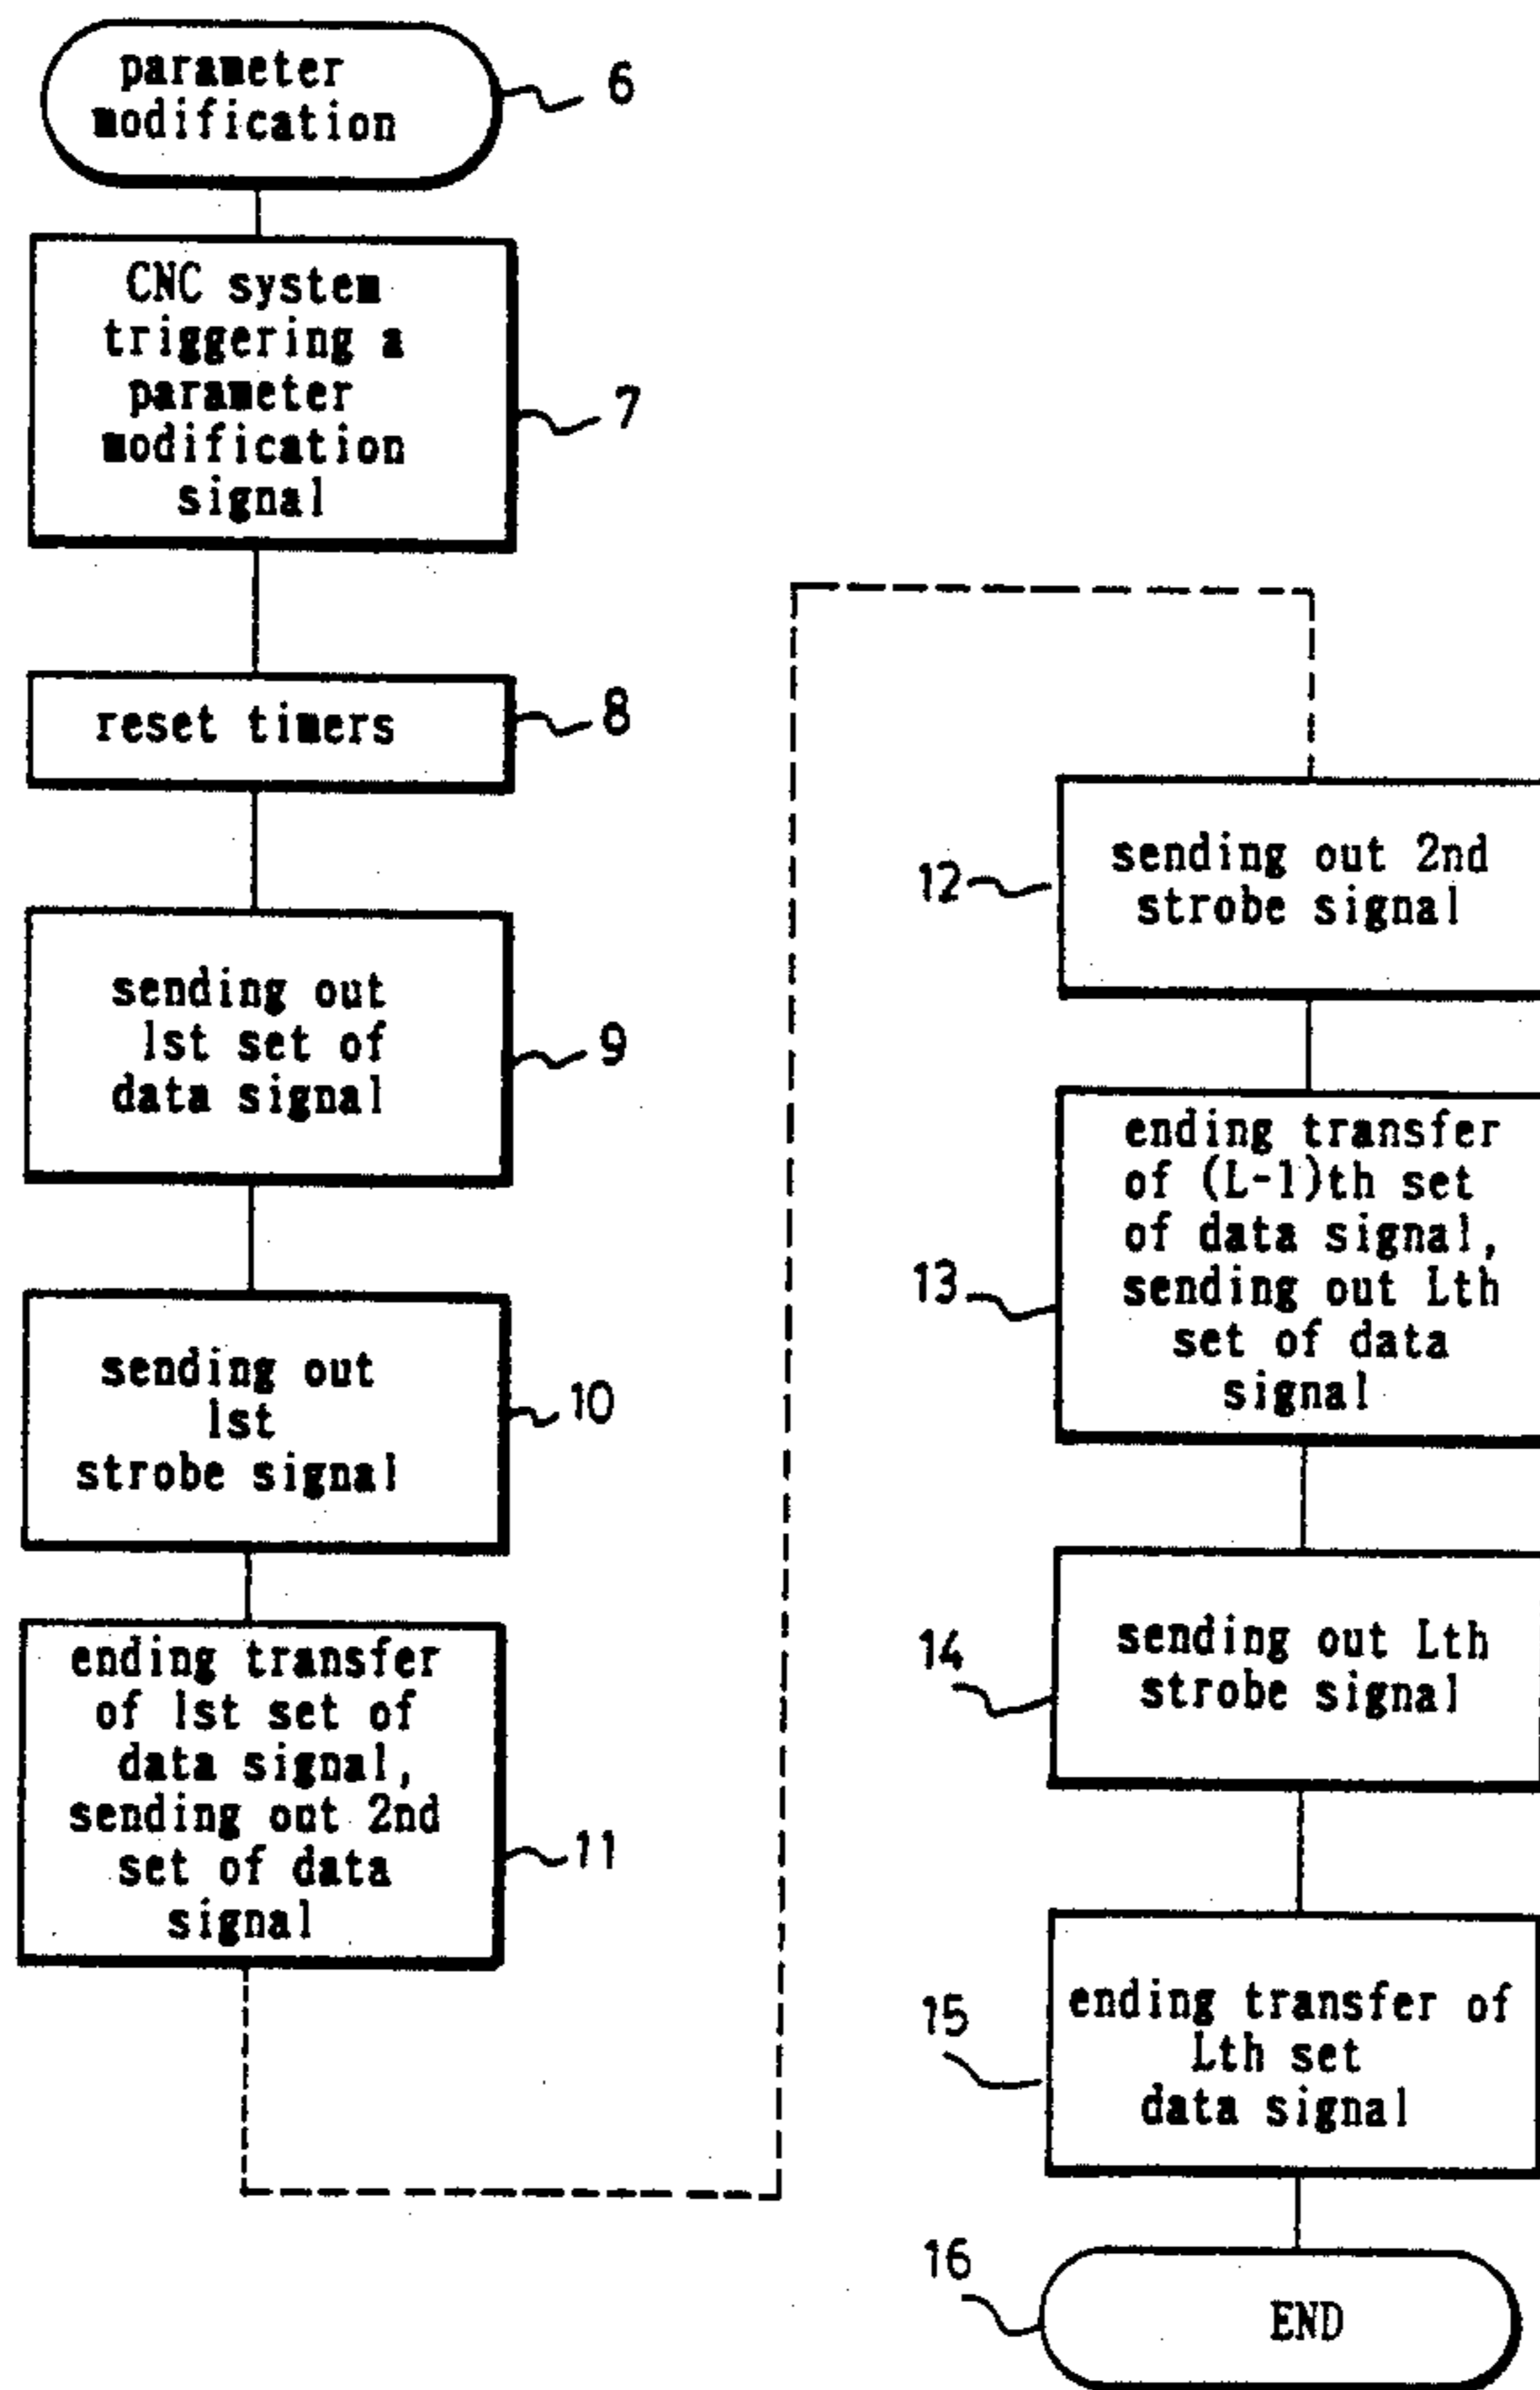 parameter
modification
6
CNC system
triggering a
parameter
modification
signal
7
reset timers
8
sending out
1st set of
data signal
9
sending out
1st
strobe signal
10
ending transfer
of 1st set of
data signal,
sending out 2nd
set of data
signal
11
sending out 2nd
strobe signal
12
ending transfer
of (L-1)th set
of data signal,
sending out Lth
set of data
signal
13
sending out Lth
strobe signal
14
ending transfer of
Lth set
data signal
15
END
16